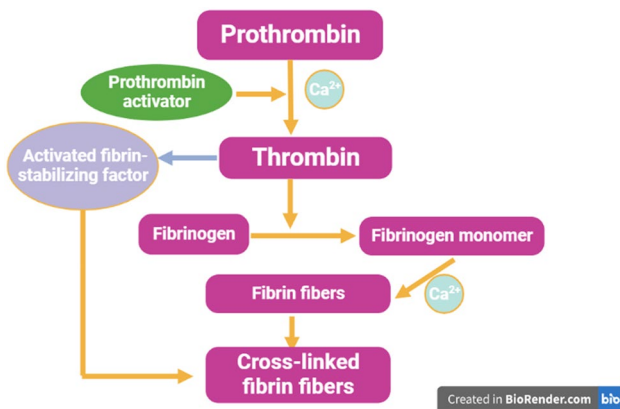 Prothrombin
Prothrombin
activator
Ca²⁺
Activated fibrin-
stabilizing factor
Thrombin
Fibrinogen
Fibrinogen monomer
Fibrin fibers
Ca²⁺
Cross-linked
fibrin fibers
Created in BioRender.com bio